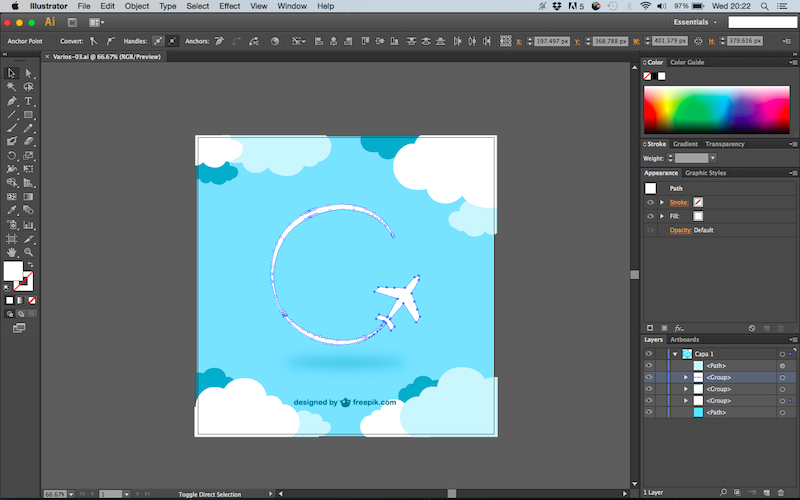 Illustrator File Edit Object Type Select Effect View Window Help 5 97% Wed 20:22
Ai Essentials
Anchor Point Convert: Handles: Anchors: X: 197.497 px Y: 368.788 px W: 401.379 px H: 379.616 px
× Varios-03.ai @ 66.67% (RGB/Preview)
Color Color Guide
Stroke Gradient Transparency
Weight:
Appearance Graphic Styles
Path
Stroke:
Fill:
Opacity: Default
fx
Layers Artboards
Capa 1
<Path>
<Group>
<Group>
<Group>
<Path>
designed by freepik.com
66.67% 1 Toggle Direct Selection
1 Layer